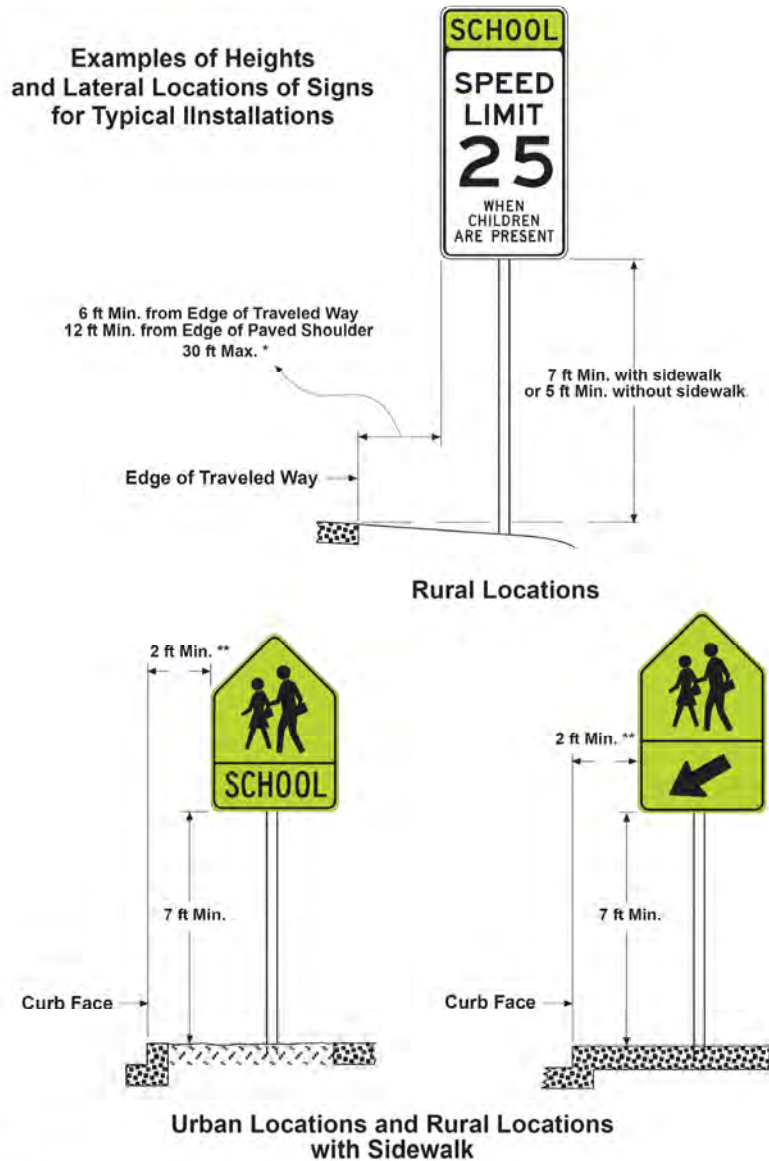 Examples of Heights
and Lateral Locations of Signs
for Typical IInstallations
SCHOOL
SPEED
LIMIT
25
WHEN
CHILDREN
ARE PRESENT
6 ft Min. from Edge of Traveled Way
12 ft Min. from Edge of Paved Shoulder
30 ft Max. *
7 ft Min. with sidewalk
or 5 ft Min. without sidewalk
Edge of Traveled Way
Rural Locations
2 ft Min. **
SCHOOL
7 ft Min.
Curb Face
2 ft Min. **
7 ft Min.
Curb Face
Urban Locations and Rural Locations
with Sidewalk